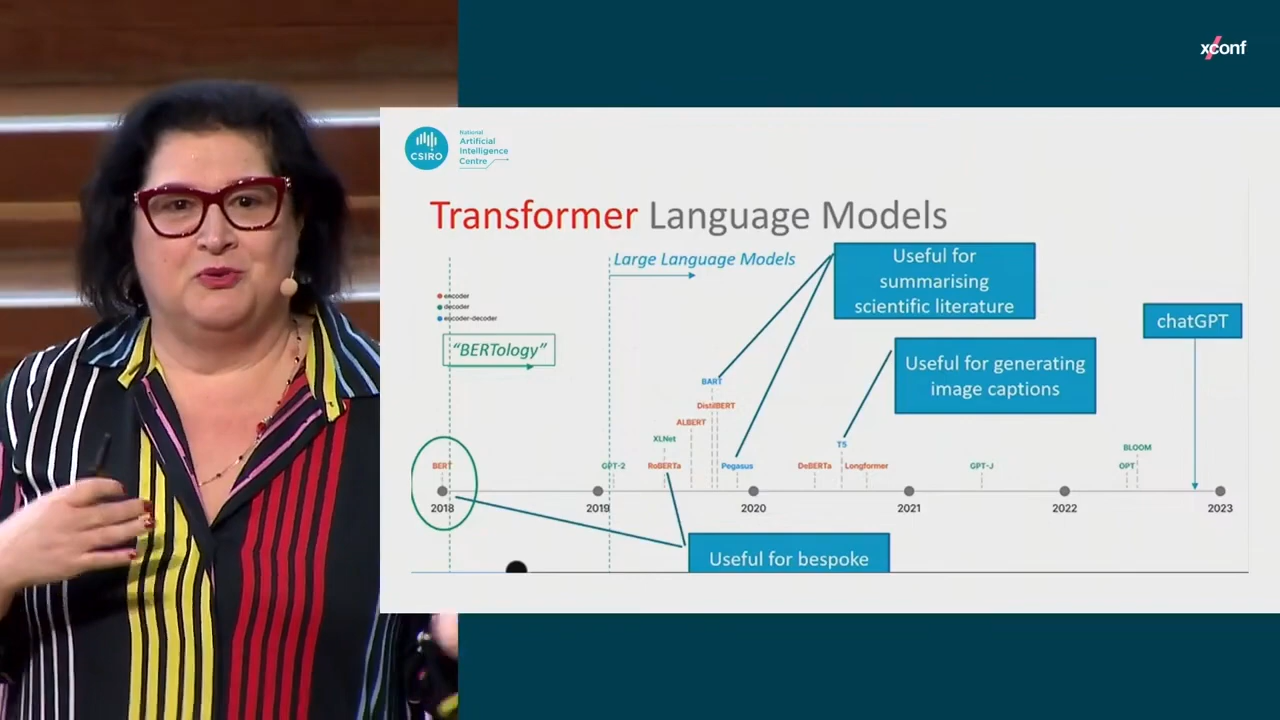 xconf
CSIRO
National
Artificial
Intelligence
Centre
Transformer Language Models
Large Language Models
Useful for
summarising
scientific literature
encoder
decoder
encoder-decoder
"BERTology"
chatGPT
Useful for generating
image captions
BART
DistilBERT
ALBERT
XLNet
T5
BLOOM
BERT
GPT-2
RoBERTa
Pegasus
DeBERTa
Longformer
GPT-J
OPT
2018
2019
2020
2021
2022
2023
Useful for bespoke